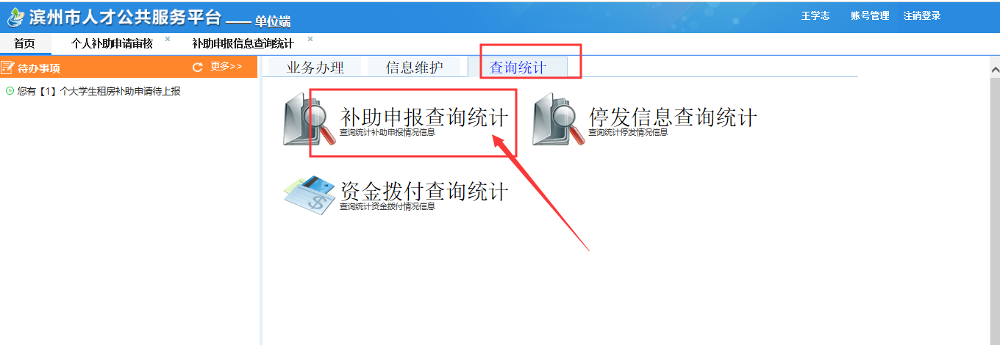 滨州市人才公共服务平台 —— 单位端
王学志 账号管理 注销登录
首页 个人补助申请审核 × 补助申报信息查询统计 ×
待办事项 更多>>
您有【1】个大学生租房补助申请待上报
业务办理 信息维护 查询统计
补助申报查询统计
查询统计补助申报情况信息
停发信息查询统计
查询统计停发情况信息
资金拨付查询统计
查询统计资金拨付情况信息